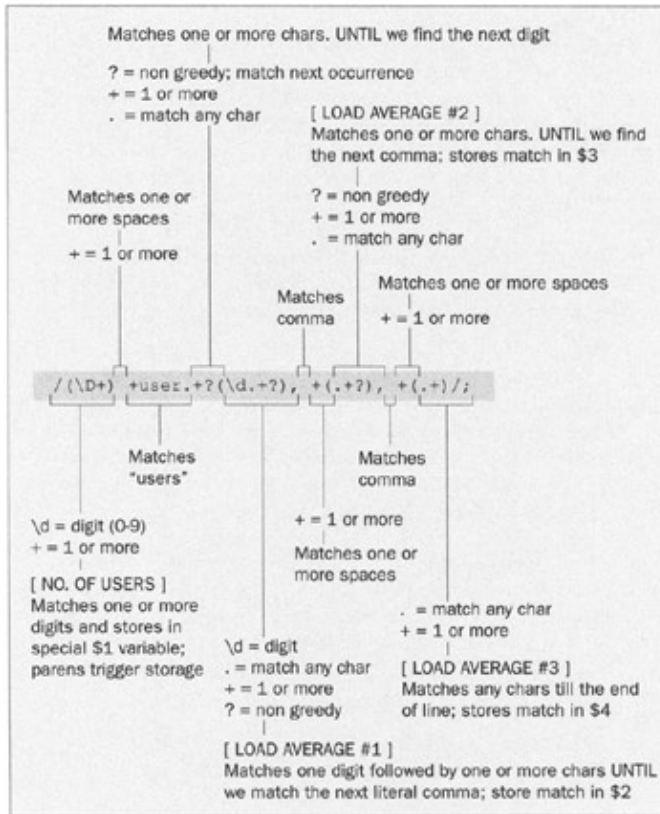 Matches one or more chars. UNTIL we find the next digit
? = non greedy; match next occurrence
+ = 1 or more
. = match any char
[ LOAD AVERAGE #2 ]
Matches one or more chars. UNTIL we find
the next comma; stores match in $3
? = non greedy
+ = 1 or more
. = match any char
Matches one or
more spaces
+ = 1 or more
Matches
comma
Matches one or more spaces
+ = 1 or more
/(\D+) +user.+?(\d.+?), +(.+?), +(.+)/;
Matches
"users"
Matches
comma
\d = digit (0-9)
+ = 1 or more
[ NO. OF USERS ]
Matches one or more
digits and stores in
special $1 variable;
parens trigger storage
+ = 1 or more
Matches one or
more spaces
\d = digit
. = match any char
+ = 1 or more
? = non greedy
[ LOAD AVERAGE #1 ]
Matches one digit followed by one or more chars UNTIL
we match the next literal comma; store match in $2
. = match any char
+ = 1 or more
[ LOAD AVERAGE #3 ]
Matches any chars till the end
of line; stores match in $4